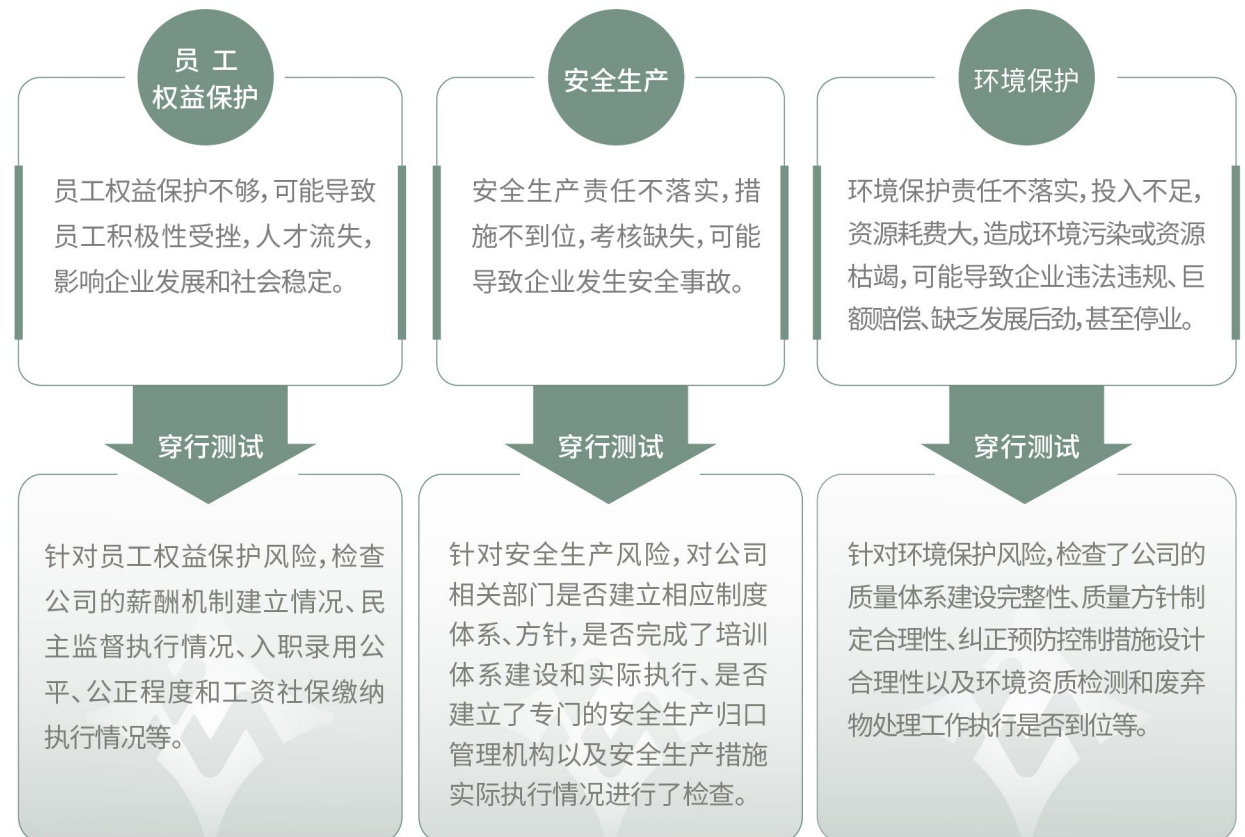 员 工
权益保护
员工权益保护不够，可能导致
员工积极性受挫，人才流失，
影响企业发展和社会稳定。
穿行测试
针对员工权益保护风险，检查
公司的薪酬机制建立情况、民
主监督执行情况、入职录用公
平、公正程度和工资社保缴纳
执行情况等。
安全生产
安全生产责任不落实，措
施不到位，考核缺失，可能
导致企业发生安全事故。
穿行测试
针对安全生产风险，对公司
相关部门是否建立相应制度
体系、方针，是否完成了培训
体系建设和实际执行、是否
建立了专门的安全生产归口
管理机构以及安全生产措施
实际执行情况进行了检查。
环境保护
环境保护责任不落实，投入不足，
资源耗费大，造成环境污染或资源
枯竭，可能导致企业违法违规、巨
额赔偿、缺乏发展后劲，甚至停业。
穿行测试
针对环境保护风险，检查了公司的
质量体系建设完整性、质量方针制
定合理性、纠正预防控制措施设计
合理性以及环境资质检测和废弃
物处理工作执行是否到位等。